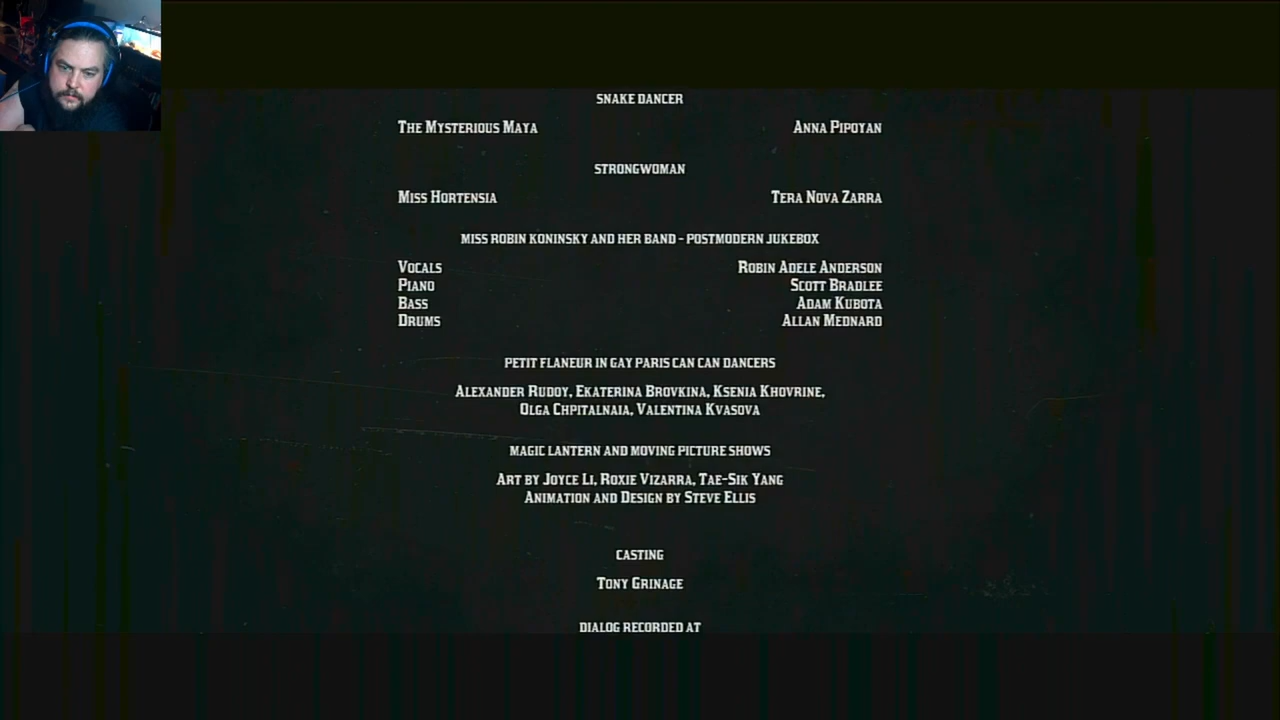 SNAKE DANCER
THE MYSTERIOUS MAYA ANNA PIPOYAN
STRONGWOMAN
MISS HORTENSIA TERA NOVA ZARRA
MISS ROBIN KONINSKY AND HER BAND - POSTMODERN JUKEBOX
VOCALS ROBIN ADELE ANDERSON
PIANO SCOTT BRADLEE
BASS ADAM KUBOTA
DRUMS ALLAN MEDNARD
PETIT FLANEUR IN GAY PARIS CAN CAN DANCERS
ALEXANDER RUDOY, EKATERINA BROVKINA, KSENIA KHOVRINE,
OLGA CHPITALNAIA, VALENTINA KVASOVA
MAGIC LANTERN AND MOVING PICTURE SHOWS
ART BY JOYCE LI, ROXIE VIZARRA, TAE-SIK YANG
ANIMATION AND DESIGN BY STEVE ELLIS
CASTING
TONY GRINAGE
DIALOG RECORDED AT